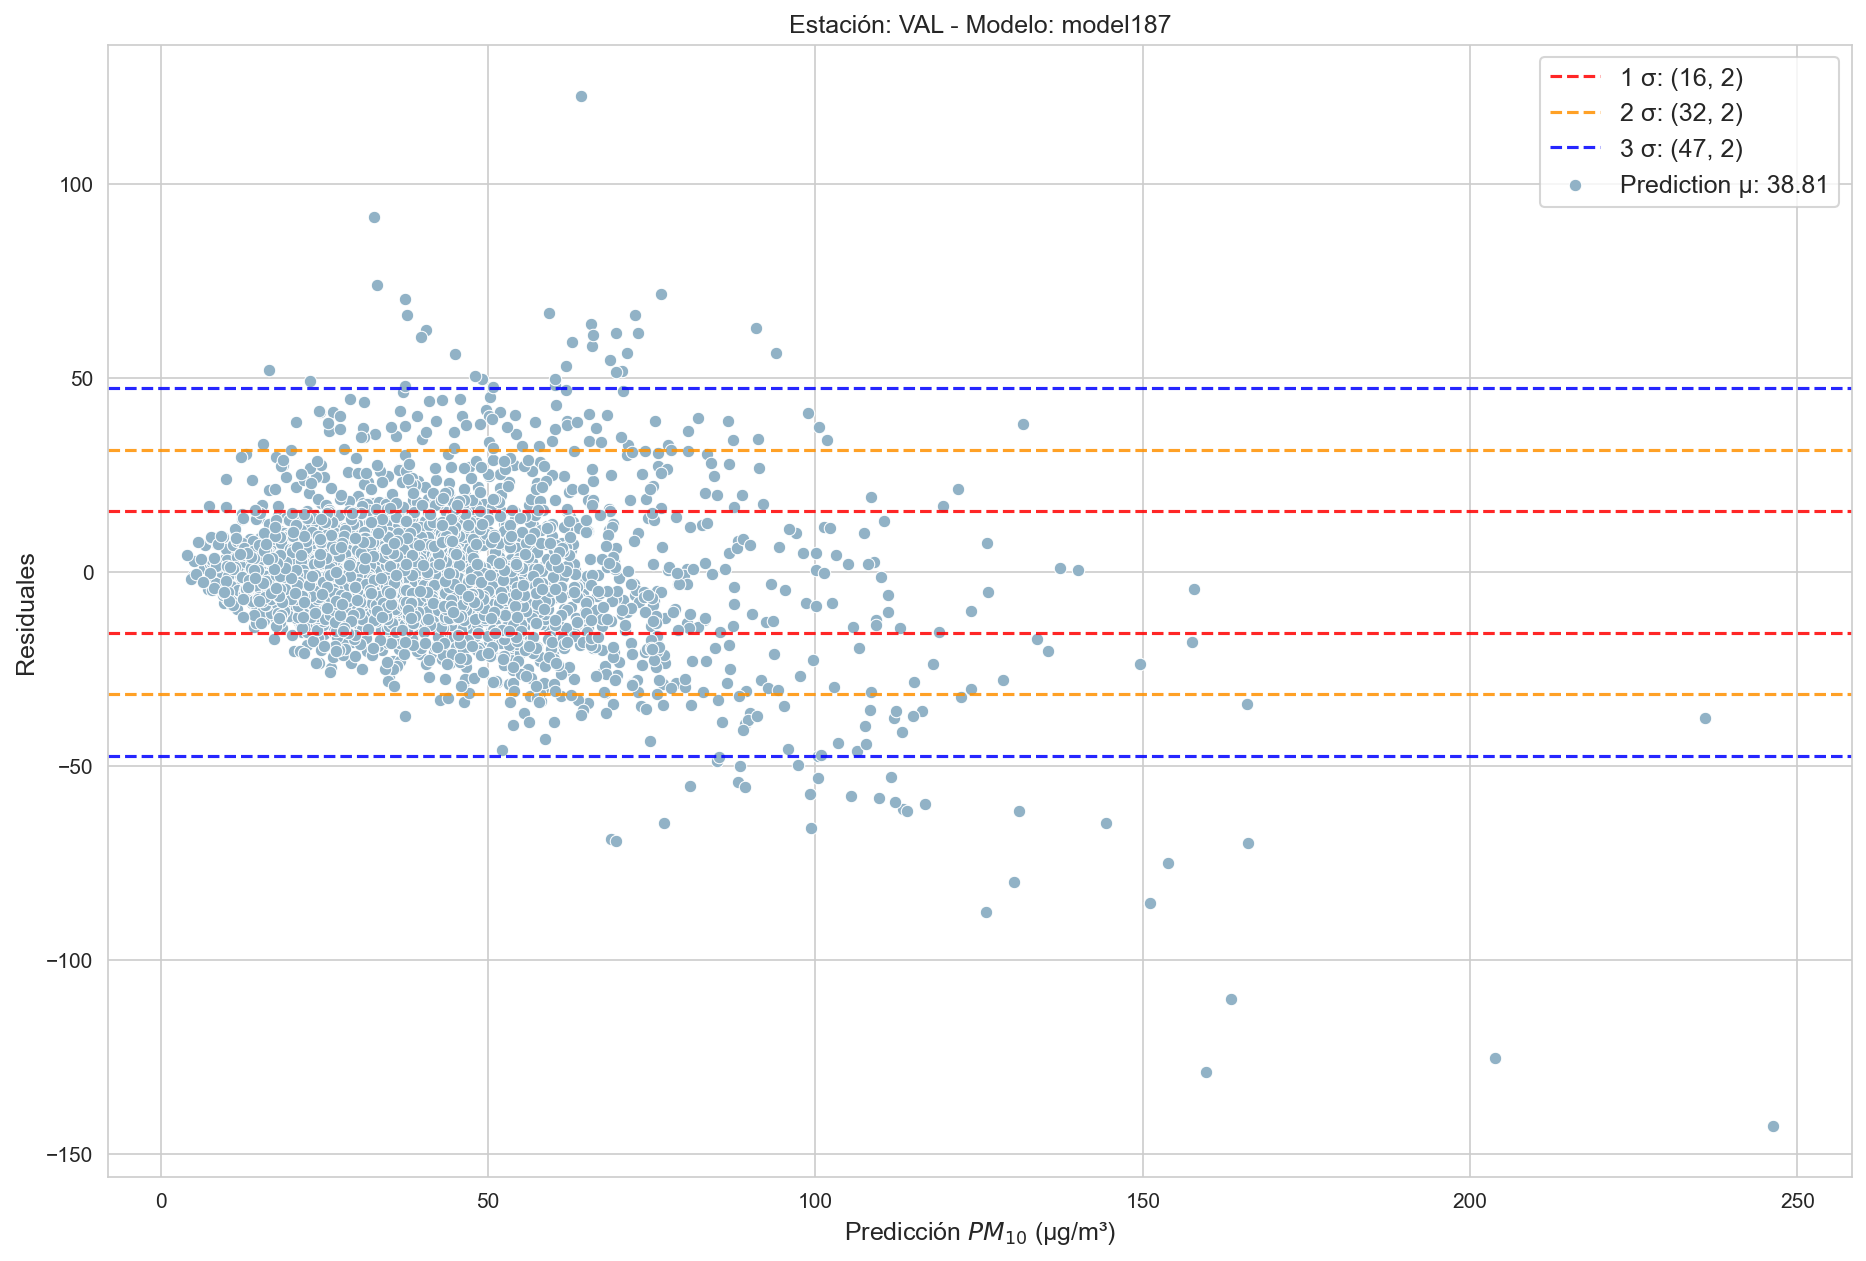 Estación: VAL - Modelo: model187
1 σ: (16, 2)
2 σ: (32, 2)
3 σ: (47, 2)
Prediction μ: 38.81
Residuales
100
50
0
−50
−100
−150
0 50 100 150 200 250
Predicción PM₁₀ (μg/m³)